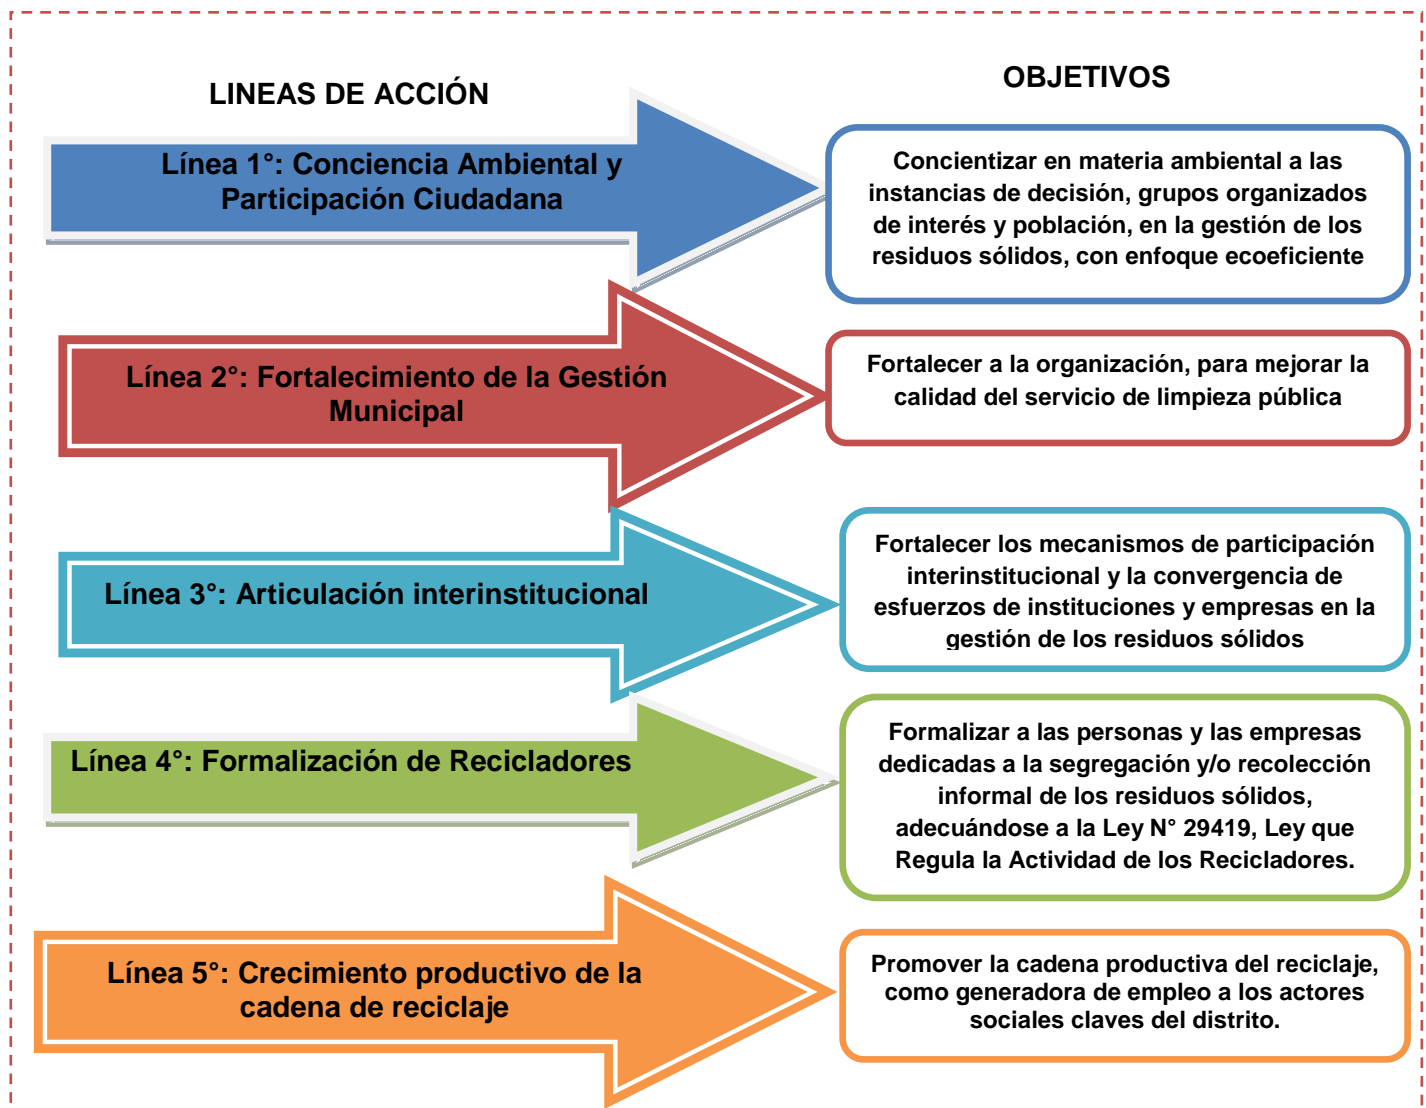 LINEAS DE ACCIÓN
OBJETIVOS
Línea 1°: Conciencia Ambiental y
Participación Ciudadana
Concientizar en materia ambiental a las
instancias de decisión, grupos organizados
de interés y población, en la gestión de los
residuos sólidos, con enfoque ecoeficiente
Línea 2°: Fortalecimiento de la Gestión
Municipal
Fortalecer a la organización, para mejorar la
calidad del servicio de limpieza pública
Línea 3°: Articulación interinstitucional
Fortalecer los mecanismos de participación
interinstitucional y la convergencia de
esfuerzos de instituciones y empresas en la
gestión de los residuos sólidos
Línea 4°: Formalización de Recicladores
Formalizar a las personas y las empresas
dedicadas a la segregación y/o recolección
informal de los residuos sólidos,
adecuándose a la Ley N° 29419, Ley que
Regula la Actividad de los Recicladores.
Línea 5°: Crecimiento productivo de la
cadena de reciclaje
Promover la cadena productiva del reciclaje,
como generadora de empleo a los actores
sociales claves del distrito.